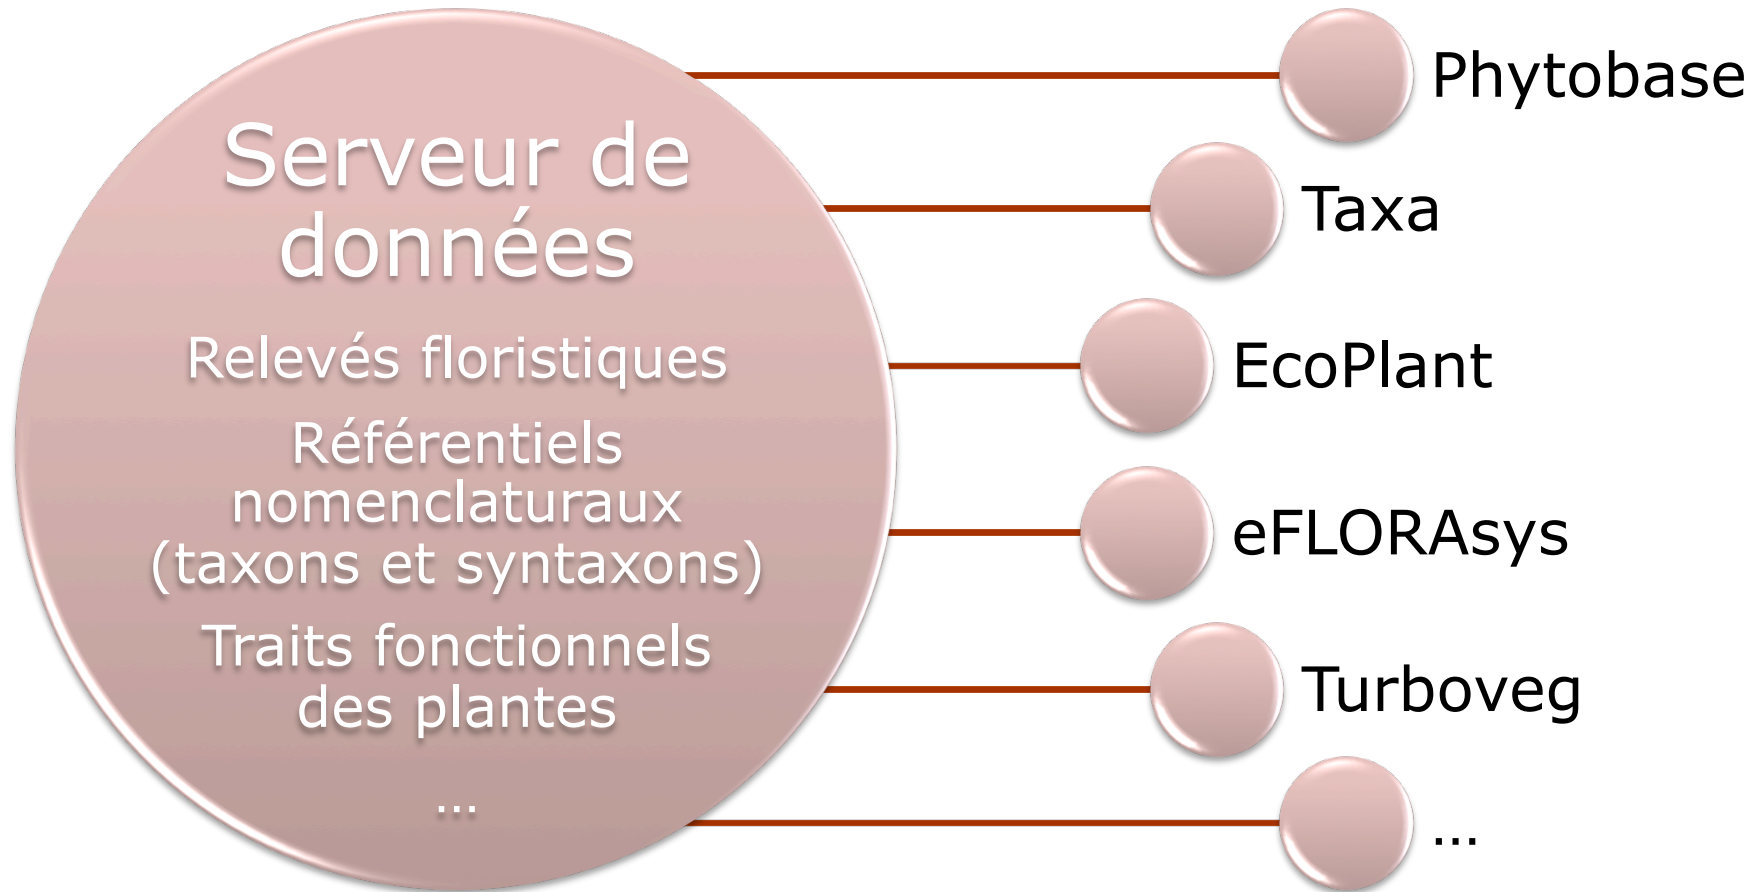 Serveur de
données
Relevés floristiques
Référentiels
nomenclaturaux
(taxons et syntaxons)
Traits fonctionnels
des plantes
...
Phytobase
Taxa
EcoPlant
eFLORAsys
Turboveg
...